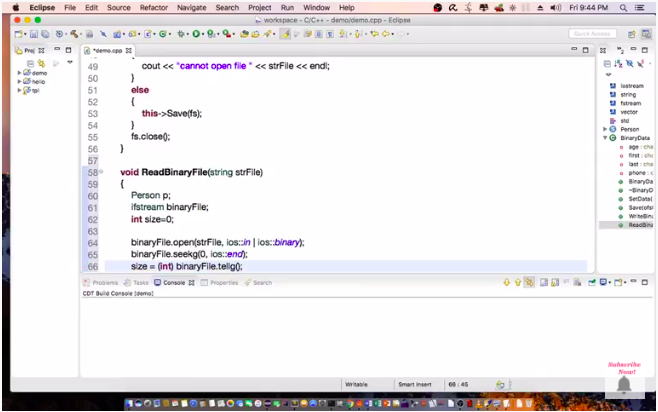 Eclipse File Edit Source Refactor Navigate Search Project Run Window Help Fri 9:44 PM
workspace - C/C++ - demo/demo.cpp - Eclipse
Quick Access
Proj
*demo.cpp
demo
hello
tpl
49 cout << "cannot open file " << strFile << endl;
50 }
51 else
52 {
53 this->Save(fs);
54 }
55 fs.close();
56 }
57
58 void ReadBinaryFile(string strFile)
59 {
60 Person p;
61 ifstream binaryFile;
62 int size=0;
63
64 binaryFile.open(strFile, ios::in | ios::binary);
65 binaryFile.seekg(0, ios::end);
66 size = (int) binaryFile.tellg();
iostream
string
fstream
std
Person
BinaryData
age : cha
first : cha
last : cha
phone : c
BinaryD
~BinaryD
SetData(
Save(ofs
WriteBin
ReadBina
Problems Tasks Console Properties Search
CDT Build Console [demo]
Writable Smart Insert 66 : 45
Subscribe
Now!